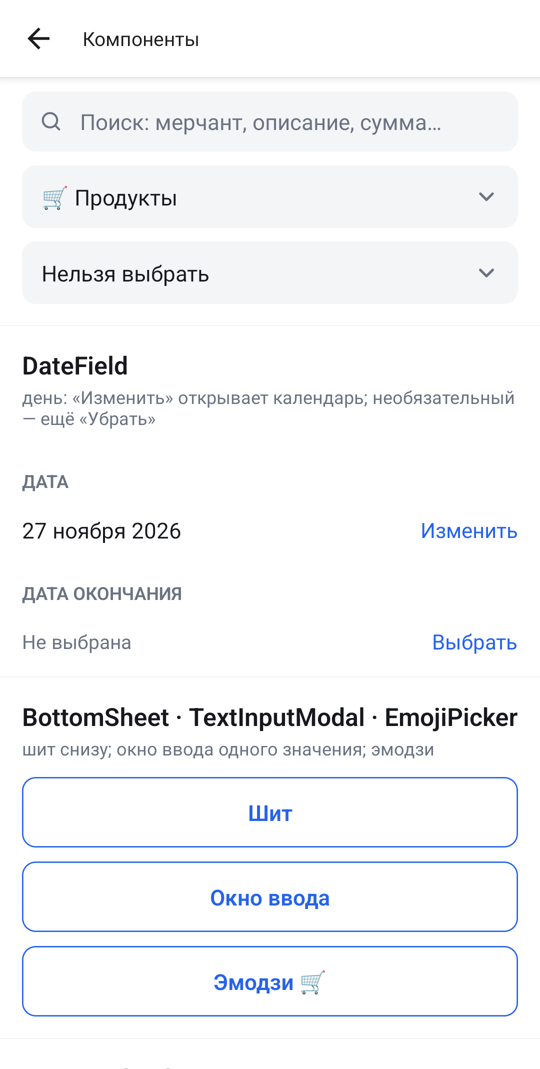 Компоненты
Поиск: мерчант, описание, сумма…
🛒 Продукты
Нельзя выбрать
DateField
день: «Изменить» открывает календарь; необязательный
— ещё «Убрать»
ДАТА
27 ноября 2026
Изменить
ДАТА ОКОНЧАНИЯ
Не выбрана
Выбрать
BottomSheet · TextInputModal · EmojiPicker
шит снизу; окно ввода одного значения; эмодзи
Шит
Окно ввода
Эмодзи 🛒